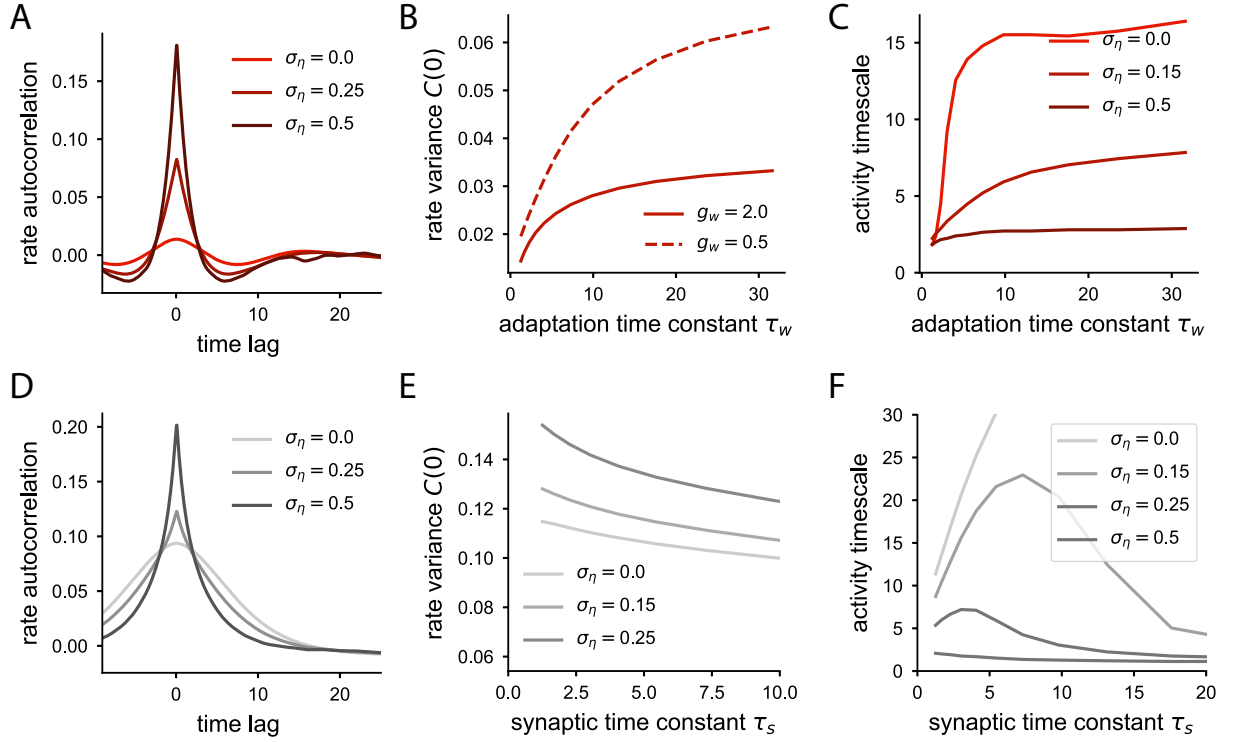 A
rate autocorrelation
0.15
0.10
0.05
0.00
0
10
20
time lag
σ_η = 0.0
σ_η = 0.25
σ_η = 0.5
B
rate variance C(0)
0.06
0.05
0.04
0.03
0.02
0
10
20
30
adaptation time constant τ_w
g_w = 2.0
g_w = 0.5
C
activity timescale
15
10
5
0
0
10
20
30
adaptation time constant τ_w
σ_η = 0.0
σ_η = 0.15
σ_η = 0.5
D
rate autocorrelation
0.20
0.15
0.10
0.05
0.00
0
20
time lag
σ_η = 0.0
σ_η = 0.25
σ_η = 0.5
E
rate variance C(0)
0.14
0.12
0.10
0.08
0.06
0.0
2.5
5.0
7.5
10.0
synaptic time constant τ_s
σ_η = 0.0
σ_η = 0.15
σ_η = 0.25
F
activity timescale
30
25
20
15
10
5
0
0
5
10
15
20
synaptic time constant τ_s
σ_η = 0.0
σ_η = 0.15
σ_η = 0.25
σ_η = 0.5